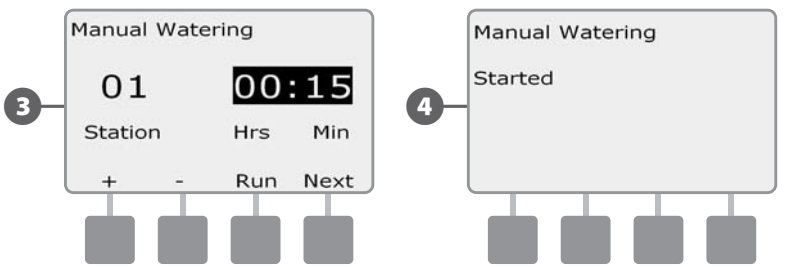 3
Manual Watering
01 00:15
Station Hrs Min
+ - Run Next
4
Manual Watering
Started